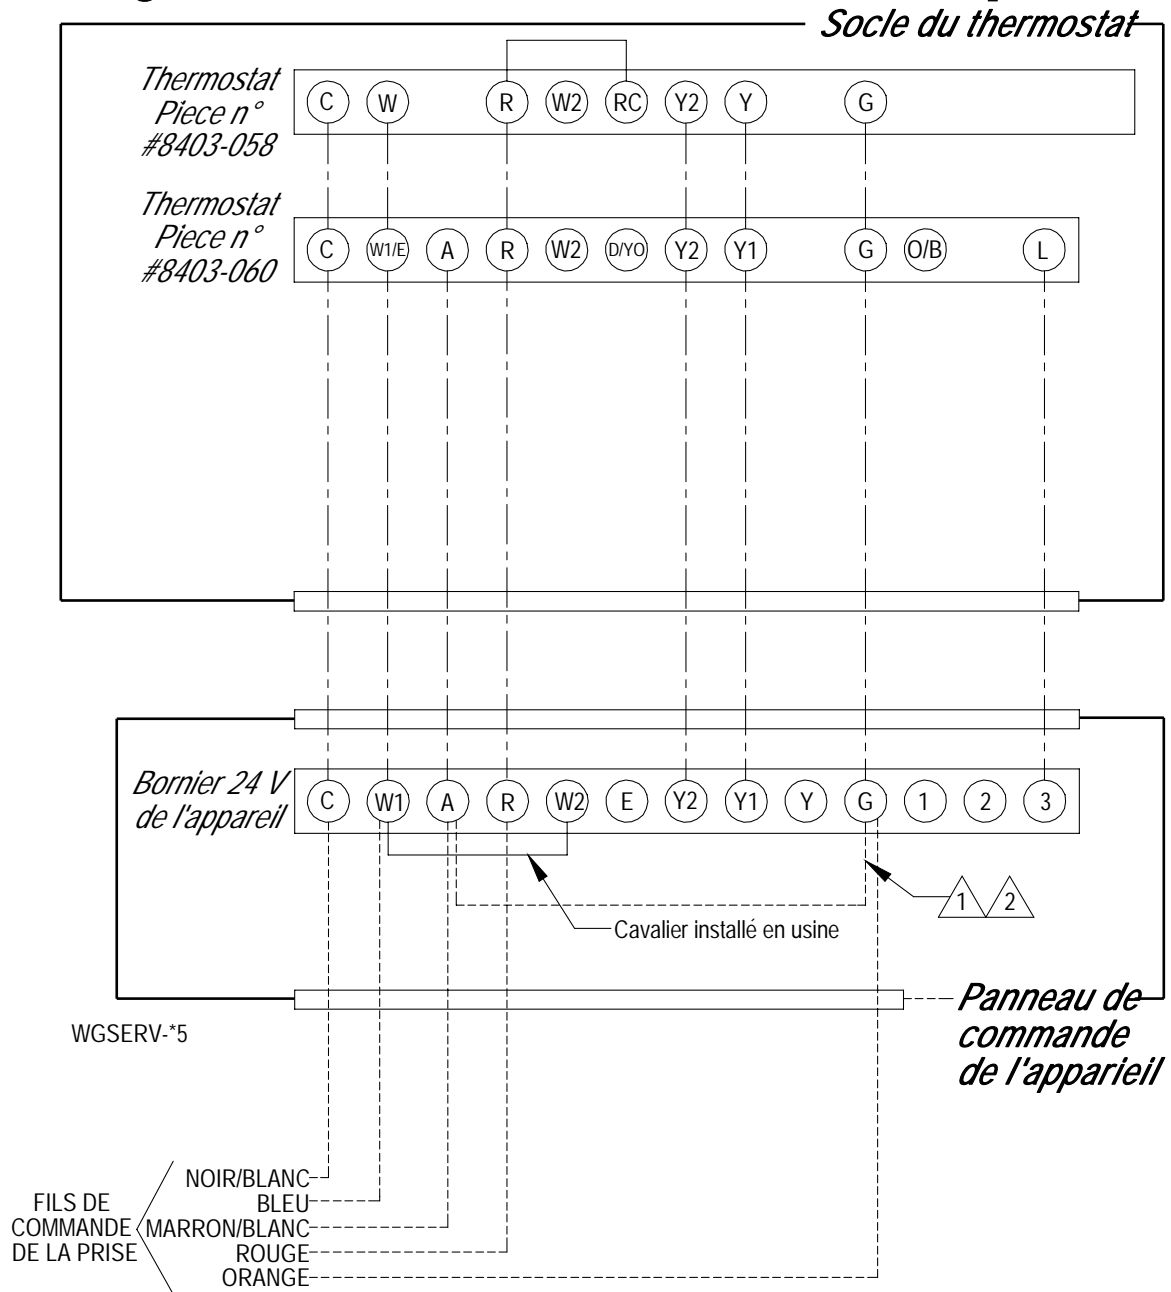 Socle du thermostat
Thermostat
Piece n°
#8403-058
C W R W2 RC Y2 Y G
Thermostat
Piece n°
#8403-060
C W1/E A R W2 D/YO Y2 Y1 G O/B L
Bornier 24 V
de l'appareil
C W1 A R W2 E Y2 Y1 Y G 1 2 3
1 2
Cavalier installé en usine
WGSERV-*5
Panneau de
commande
de l'apparieil
FILS DE
COMMANDE
DE LA PRISE
NOIR/BLANC
BLEU
MARRON/BLANC
ROUGE
ORANGE